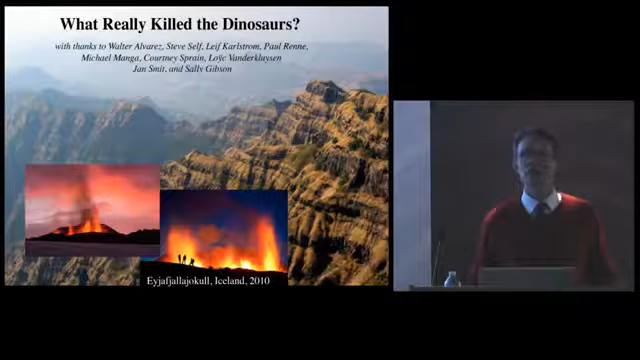 What Really Killed the Dinosaurs?
with thanks to Walter Alvarez, Steve Self, Leif Karlstrom, Paul Renne,
Michael Manga, Courtney Sprain, Loÿc Vanderkluysen
Jan Smit, and Sally Gibson
Eyjafjallajokull, Iceland, 2010